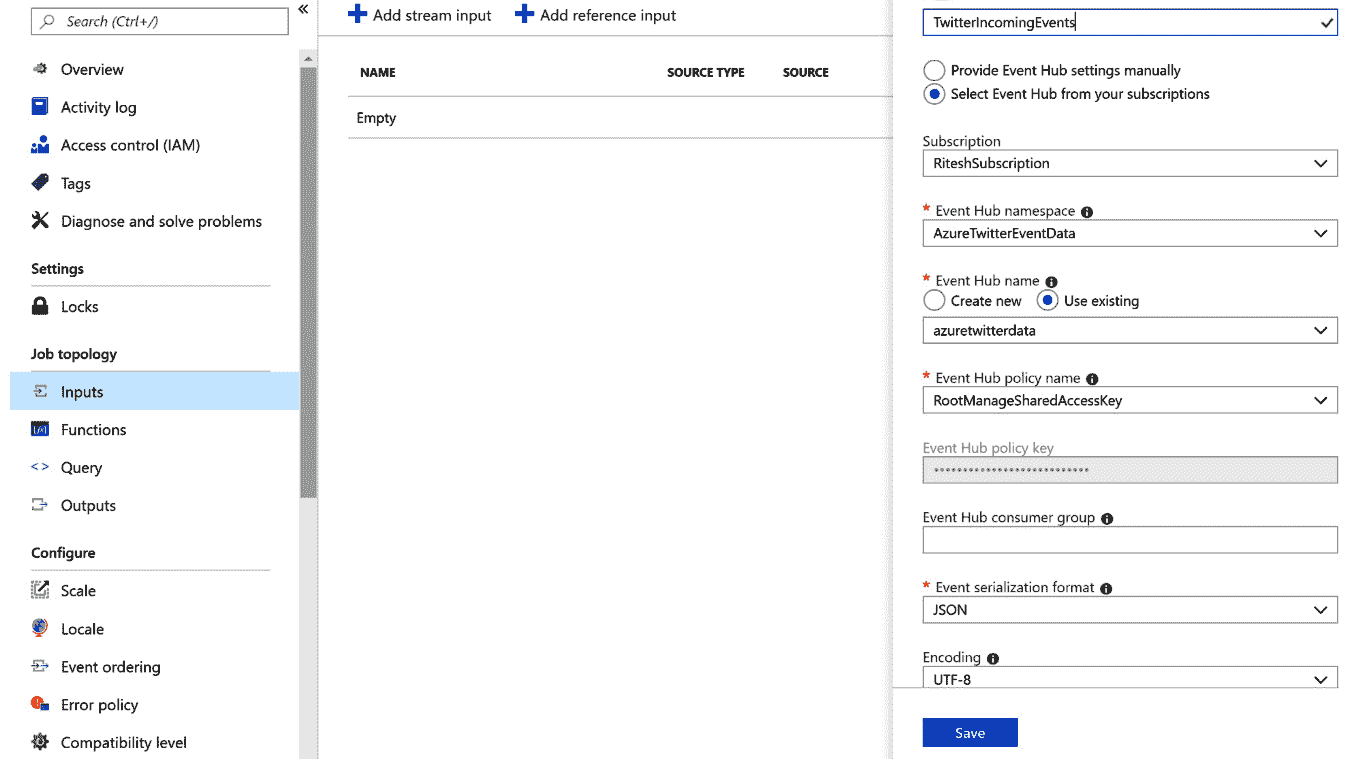 Search (Ctrl+/)
«
Overview
Activity log
Access control (IAM)
Tags
Diagnose and solve problems
Settings
Locks
Job topology
Inputs
Functions
Query
Outputs
Configure
Scale
Locale
Event ordering
Error policy
Compatibility level
Add stream input Add reference input
NAME SOURCE TYPE SOURCE
Empty
TwitterIncomingEvents
Provide Event Hub settings manually
Select Event Hub from your subscriptions
Subscription
RiteshSubscription
* Event Hub namespace
AzureTwitterEventData
* Event Hub name
Create new Use existing
azuretwitterdata
* Event Hub policy name
RootManageSharedAccessKey
Event Hub policy key
***************************
Event Hub consumer group
* Event serialization format
JSON
Encoding
UTF-8
Save